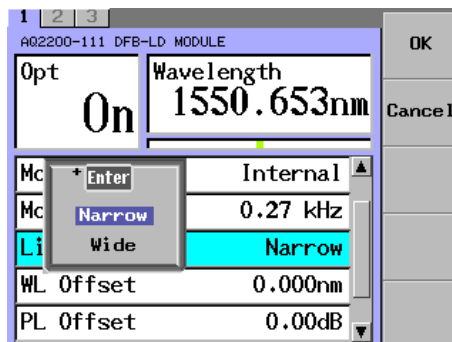 1 2 3
AQ2200-111 DFB-LD MODULE
OK
Opt
On
Wavelength
1550.653nm
Cancel
Mc
Internal
Mc
0.27 kHz
Li
Narrow
Enter
Narrow
Wide
WL Offset
0.000nm
PL Offset
0.00dB